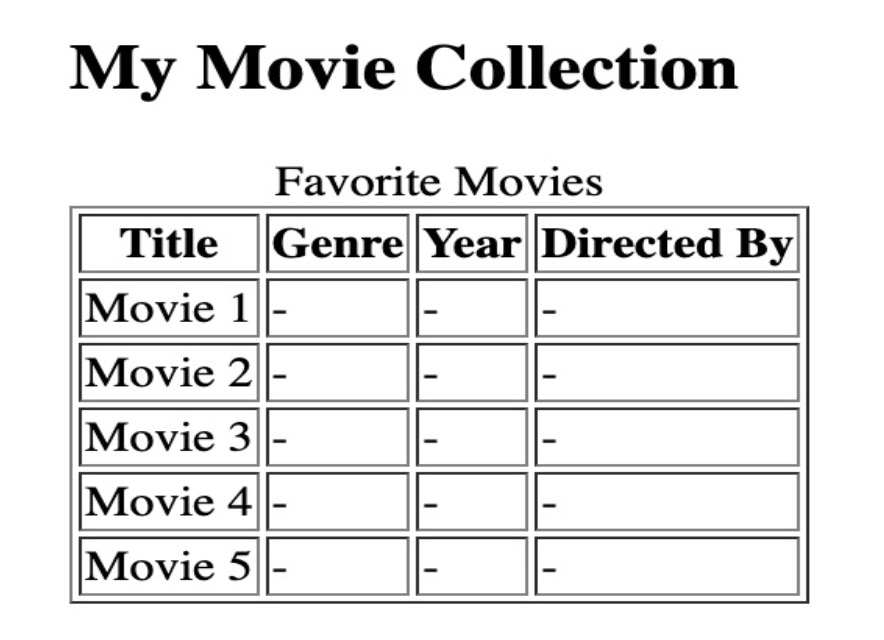 My Movie Collection
Favorite Movies
Title Genre Year Directed By
Movie 1 - - -
Movie 2 - - -
Movie 3 - - -
Movie 4 - - -
Movie 5 - - -